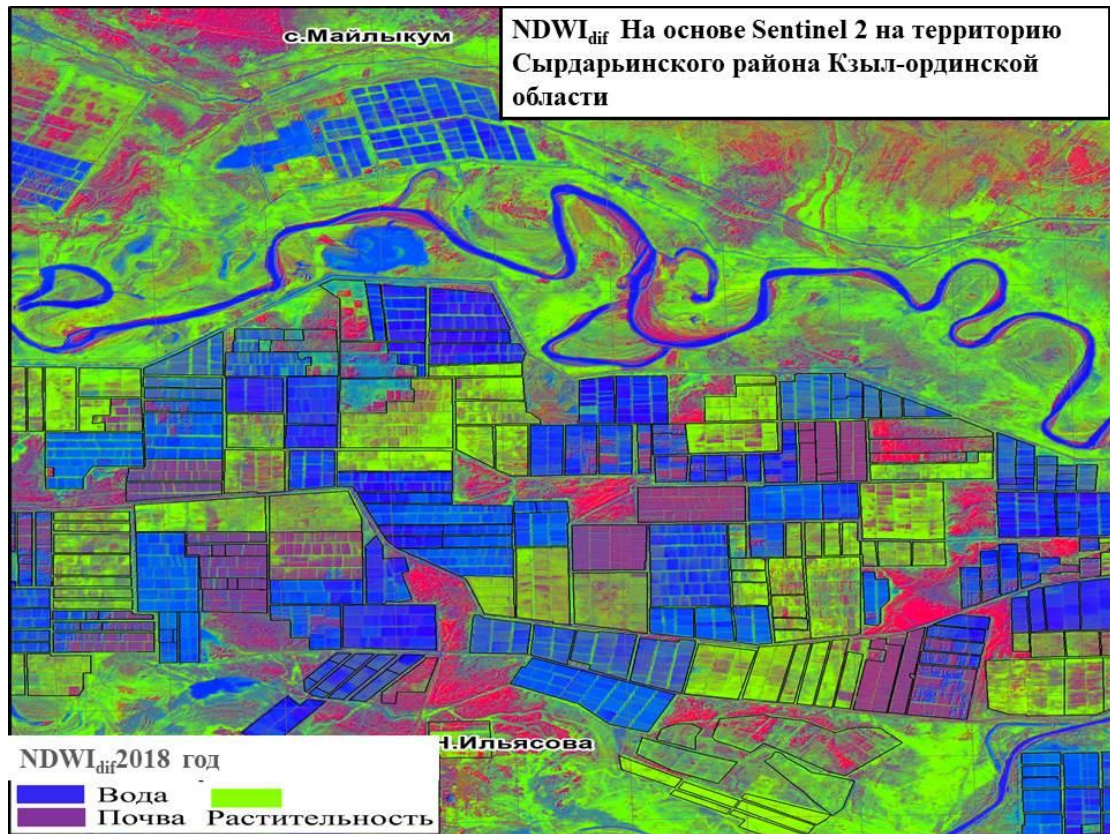 с.Майлыкум
NDWIdif На основе Sentinel 2 на территорию
Сырдарьинского района Кзыл-ординской
области
Н.Ильясова
NDWIdif2018 год
Вода
Почва Растительность